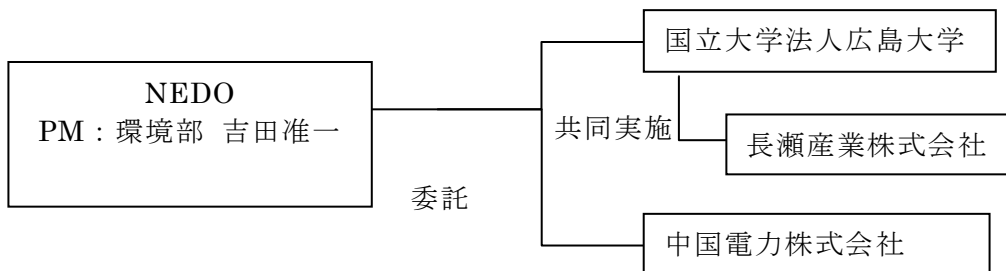 NEDO
PM：環境部 吉田准一
委託
国立大学法人広島大学
共同実施
長瀬産業株式会社
中国電力株式会社